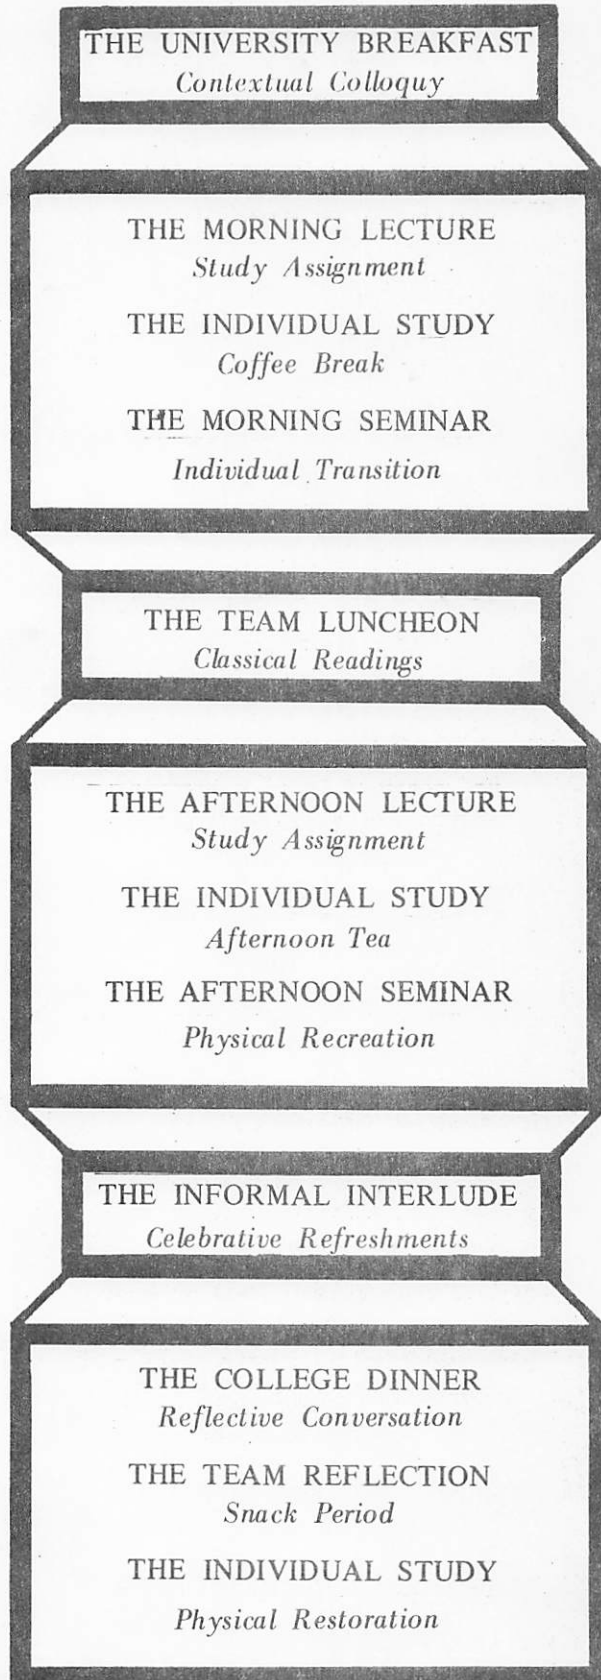 THE UNIVERSITY BREAKFAST
Contextual Colloquy
THE MORNING LECTURE
Study Assignment
THE INDIVIDUAL STUDY
Coffee Break
THE MORNING SEMINAR
Individual Transition
THE TEAM LUNCHEON
Classical Readings
THE AFTERNOON LECTURE
Study Assignment
THE INDIVIDUAL STUDY
Afternoon Tea
THE AFTERNOON SEMINAR
Physical Recreation
THE INFORMAL INTERLUDE
Celebrative Refreshments
THE COLLEGE DINNER
Reflective Conversation
THE TEAM REFLECTION
Snack Period
THE INDIVIDUAL STUDY
Physical Restoration